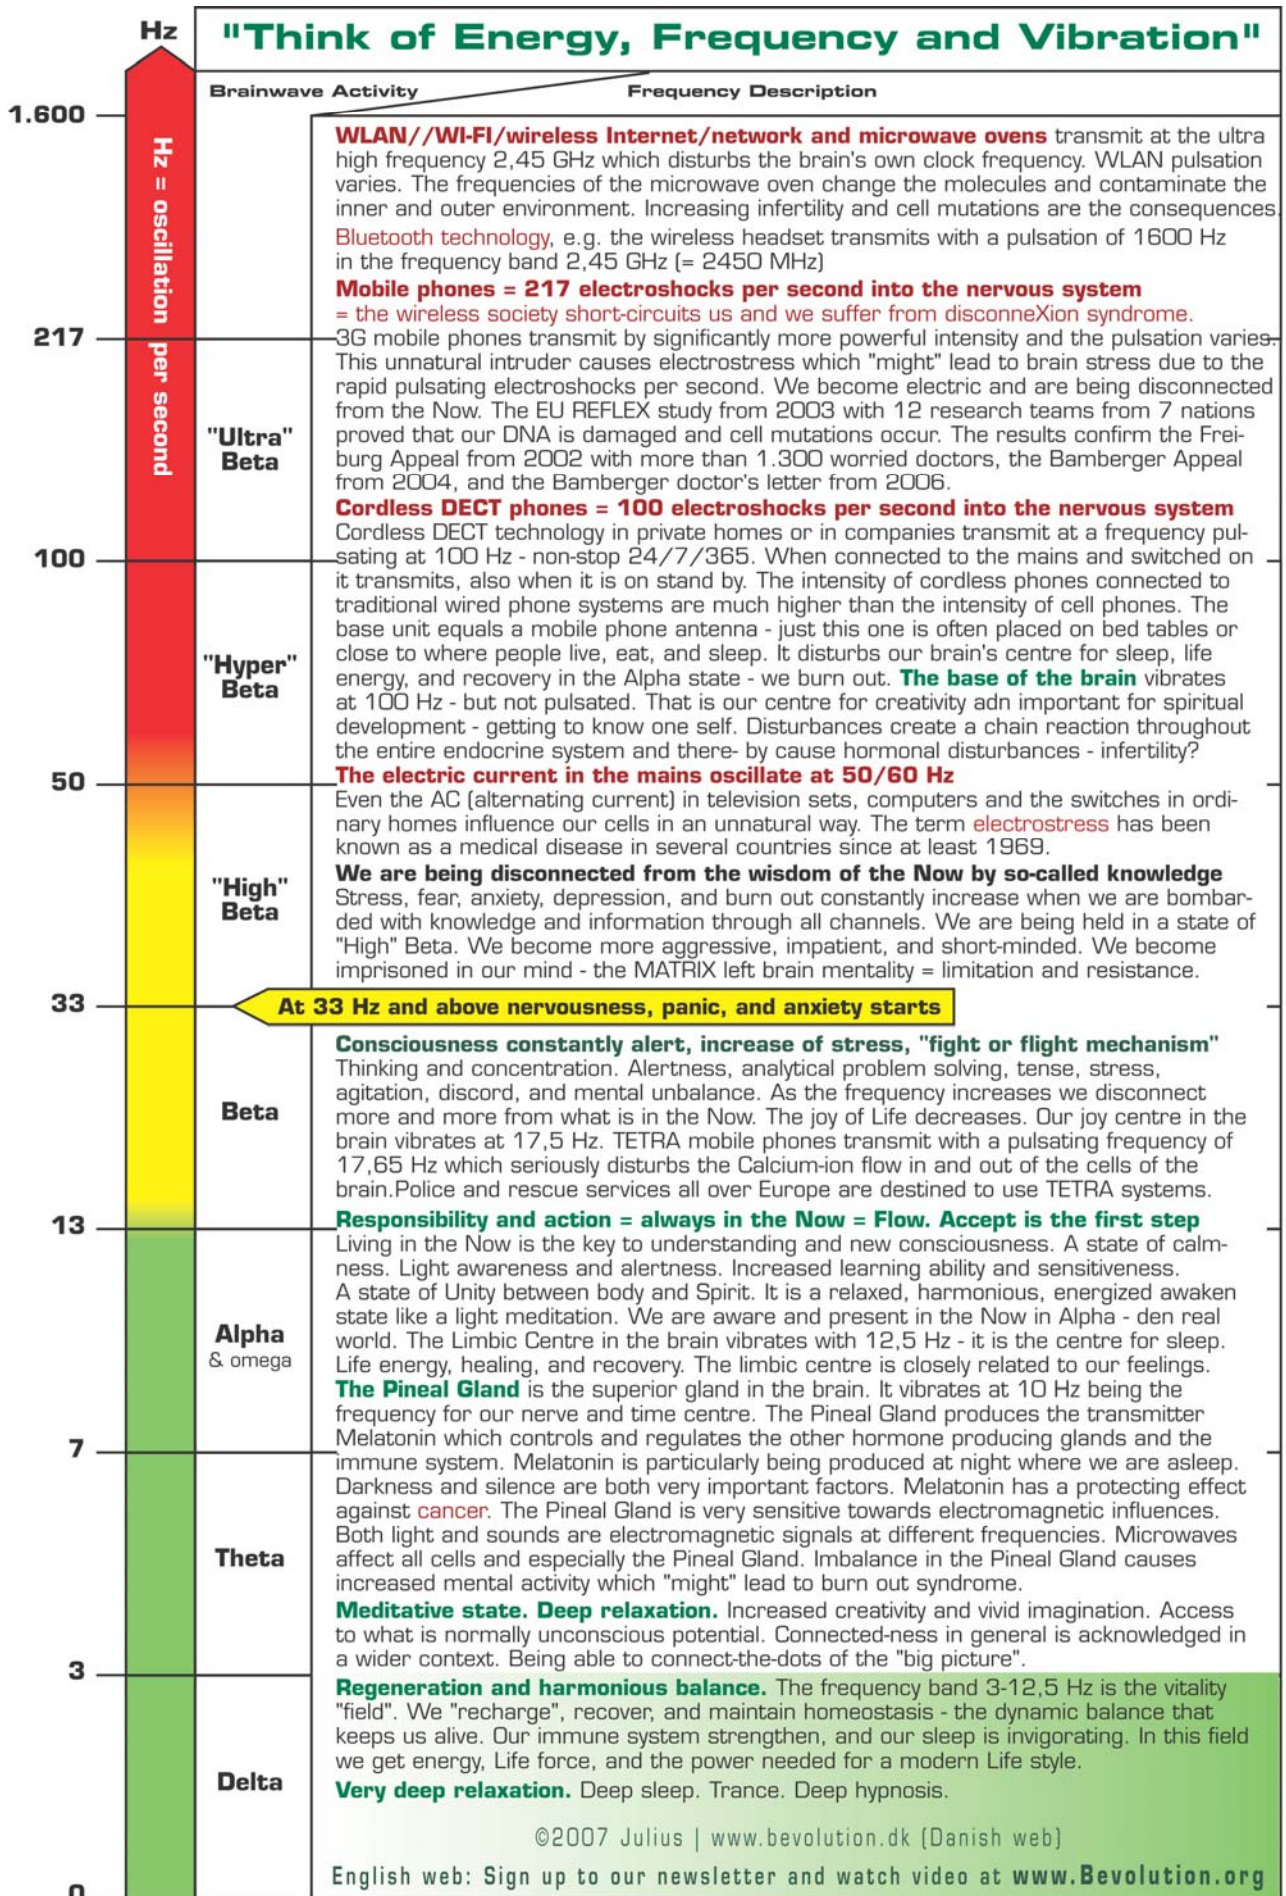 Hz
"Think of Energy, Frequency and Vibration"
Brainwave Activity
Frequency Description
1.600
Hz = oscillation per second
WLAN//WI-FI/wireless Internet/network and microwave ovens transmit at the ultra
high frequency 2,45 GHz which disturbs the brain's own clock frequency. WLAN pulsation
varies. The frequencies of the microwave oven change the molecules and contaminate the
inner and outer environment. Increasing infertility and cell mutations are the consequences.
Bluetooth technology, e.g. the wireless headset transmits with a pulsation of 1600 Hz
in the frequency band 2,45 GHz (= 2450 MHz)
Mobile phones = 217 electroshocks per second into the nervous system
= the wireless society short-circuits us and we suffer from disconneXion syndrome.
217
3G mobile phones transmit by significantly more powerful intensity and the pulsation varies.
This unnatural intruder causes electrostress which "might" lead to brain stress due to the
rapid pulsating electroshocks per second. We become electric and are being disconnected
from the Now. The EU REFLEX study from 2003 with 12 research teams from 7 nations
proved that our DNA is damaged and cell mutations occur. The results confirm the Frei-
burg Appeal from 2002 with more than 1.300 worried doctors, the Bamberger Appeal
from 2004, and the Bamberger doctor's letter from 2006.
"Ultra"
Beta
Cordless DECT phones = 100 electroshocks per second into the nervous system
Cordless DECT technology in private homes or in companies transmit at a frequency pul-
100
sating at 100 Hz - non-stop 24/7/365. When connected to the mains and switched on
it transmits, also when it is on stand by. The intensity of cordless phones connected to
traditional wired phone systems are much higher than the intensity of cell phones. The
base unit equals a mobile phone antenna - just this one is often placed on bed tables or
close to where people live, eat, and sleep. It disturbs our brain's centre for sleep, life
energy, and recovery in the Alpha state - we burn out. The base of the brain vibrates
at 100 Hz - but not pulsated. That is our centre for creativity adn important for spiritual
development - getting to know one self. Disturbances create a chain reaction throughout
the entire endocrine system and there- by cause hormonal disturbances - infertility?
"Hyper"
Beta
50
The electric current in the mains oscillate at 50/60 Hz
Even the AC (alternating current) in television sets, computers and the switches in ordi-
nary homes influence our cells in an unnatural way. The term electrostress has been
known as a medical disease in several countries since at least 1969.
We are being disconnected from the wisdom of the Now by so-called knowledge
Stress, fear, anxiety, depression, and burn out constantly increase when we are bombar-
ded with knowledge and information through all channels. We are being held in a state of
"High" Beta. We become more aggressive, impatient, and short-minded. We become
imprisoned in our mind - the MATRIX left brain mentality = limitation and resistance.
"High"
Beta
33
At 33 Hz and above nervousness, panic, and anxiety starts
Consciousness constantly alert, increase of stress, "fight or flight mechanism"
Thinking and concentration. Alertness, analytical problem solving, tense, stress,
agitation, discord, and mental unbalance. As the frequency increases we disconnect
more and more from what is in the Now. The joy of Life decreases. Our joy centre in the
brain vibrates at 17,5 Hz. TETRA mobile phones transmit with a pulsating frequency of
17,65 Hz which seriously disturbs the Calcium-ion flow in and out of the cells of the
brain.Police and rescue services all over Europe are destined to use TETRA systems.
Beta
13
Responsibility and action = always in the Now = Flow. Accept is the first step
Living in the Now is the key to understanding and new consciousness. A state of calm-
ness. Light awareness and alertness. Increased learning ability and sensitiveness.
A state of Unity between body and Spirit. It is a relaxed, harmonious, energized awaken
state like a light meditation. We are aware and present in the Now in Alpha - den real
world. The Limbic Centre in the brain vibrates with 12,5 Hz - it is the centre for sleep.
Life energy, healing, and recovery. The limbic centre is closely related to our feelings.
Alpha
& omega
The Pineal Gland is the superior gland in the brain. It vibrates at 10 Hz being the
frequency for our nerve and time centre. The Pineal Gland produces the transmitter
Melatonin which controls and regulates the other hormone producing glands and the
7
immune system. Melatonin is particularly being produced at night where we are asleep.
Darkness and silence are both very important factors. Melatonin has a protecting effect
against cancer. The Pineal Gland is very sensitive towards electromagnetic influences.
Both light and sounds are electromagnetic signals at different frequencies. Microwaves
affect all cells and especially the Pineal Gland. Imbalance in the Pineal Gland causes
increased mental activity which "might" lead to burn out syndrome.
Theta
Meditative state. Deep relaxation. Increased creativity and vivid imagination. Access
to what is normally unconscious potential. Connected-ness in general is acknowledged in
a wider context. Being able to connect-the-dots of the "big picture".
3
Regeneration and harmonious balance. The frequency band 3-12,5 Hz is the vitality
"field". We "recharge", recover, and maintain homeostasis - the dynamic balance that
keeps us alive. Our immune system strengthen, and our sleep is invigorating. In this field
we get energy, Life force, and the power needed for a modern Life style.
Delta
Very deep relaxation. Deep sleep. Trance. Deep hypnosis.
©2007 Julius | www.bevolution.dk (Danish web)
English web: Sign up to our newsletter and watch video at www.Bevolution.org
0